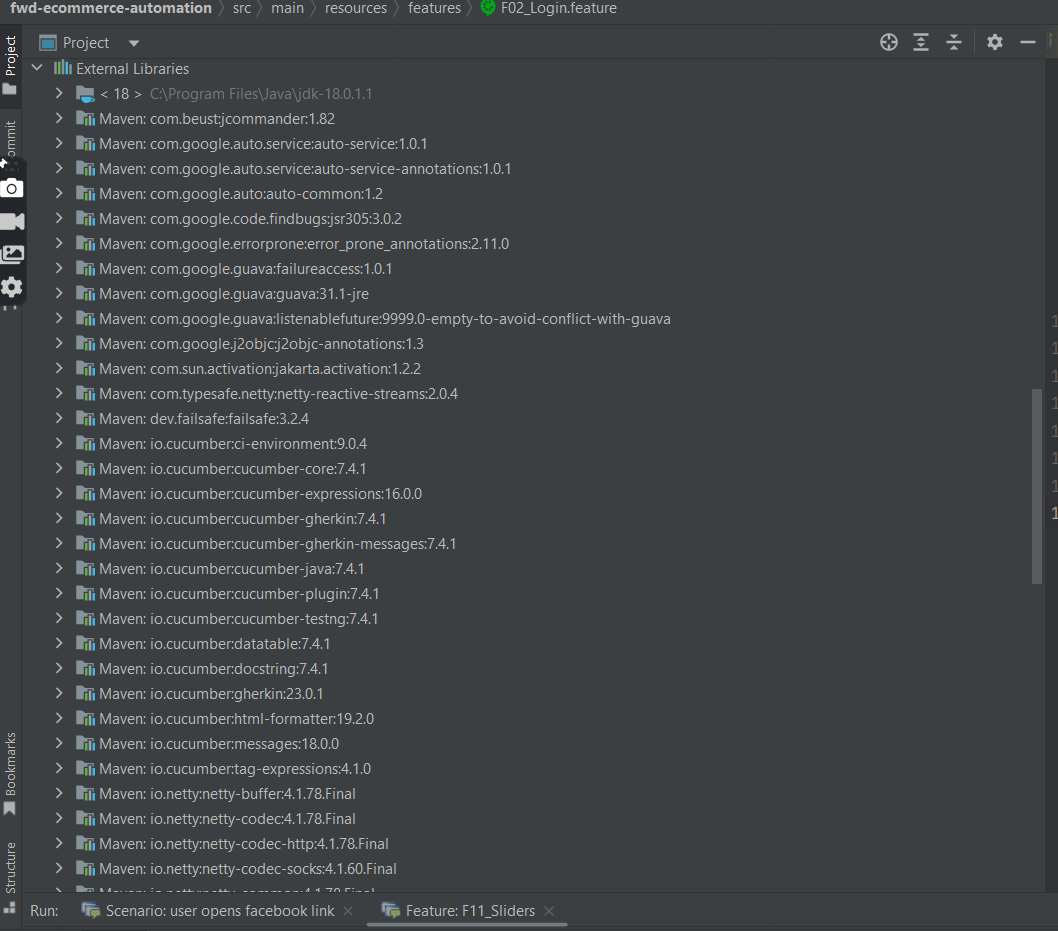 fwd-ecommerce-automation src main resources features F02_Login.feature
Project
Project
ommit
External Libraries
< 18 > C:\Program Files\Java\jdk-18.0.1.1
Maven: com.beust:jcommander:1.82
Maven: com.google.auto.service:auto-service:1.0.1
Maven: com.google.auto.service:auto-service-annotations:1.0.1
Maven: com.google.auto:auto-common:1.2
Maven: com.google.code.findbugs:jsr305:3.0.2
Maven: com.google.errorprone:error_prone_annotations:2.11.0
Maven: com.google.guava:failureaccess:1.0.1
Maven: com.google.guava:guava:31.1-jre
Maven: com.google.guava:listenablefuture:9999.0-empty-to-avoid-conflict-with-guava
Maven: com.google.j2objc:j2objc-annotations:1.3
Maven: com.sun.activation:jakarta.activation:1.2.2
Maven: com.typesafe.netty:netty-reactive-streams:2.0.4
Maven: dev.failsafe:failsafe:3.2.4
Maven: io.cucumber:ci-environment:9.0.4
Maven: io.cucumber:cucumber-core:7.4.1
Maven: io.cucumber:cucumber-expressions:16.0.0
Maven: io.cucumber:cucumber-gherkin:7.4.1
Maven: io.cucumber:cucumber-gherkin-messages:7.4.1
Maven: io.cucumber:cucumber-java:7.4.1
Maven: io.cucumber:cucumber-plugin:7.4.1
Maven: io.cucumber:cucumber-testng:7.4.1
Maven: io.cucumber:datatable:7.4.1
Maven: io.cucumber:docstring:7.4.1
Maven: io.cucumber:gherkin:23.0.1
Maven: io.cucumber:html-formatter:19.2.0
Maven: io.cucumber:messages:18.0.0
Maven: io.cucumber:tag-expressions:4.1.0
Maven: io.netty:netty-buffer:4.1.78.Final
Maven: io.netty:netty-codec:4.1.78.Final
Maven: io.netty:netty-codec-http:4.1.78.Final
Maven: io.netty:netty-codec-socks:4.1.60.Final
Maven: io.netty:netty-common:4.1.78.Final
Bookmarks
Structure
Run: Scenario: user opens facebook link Feature: F11_Sliders